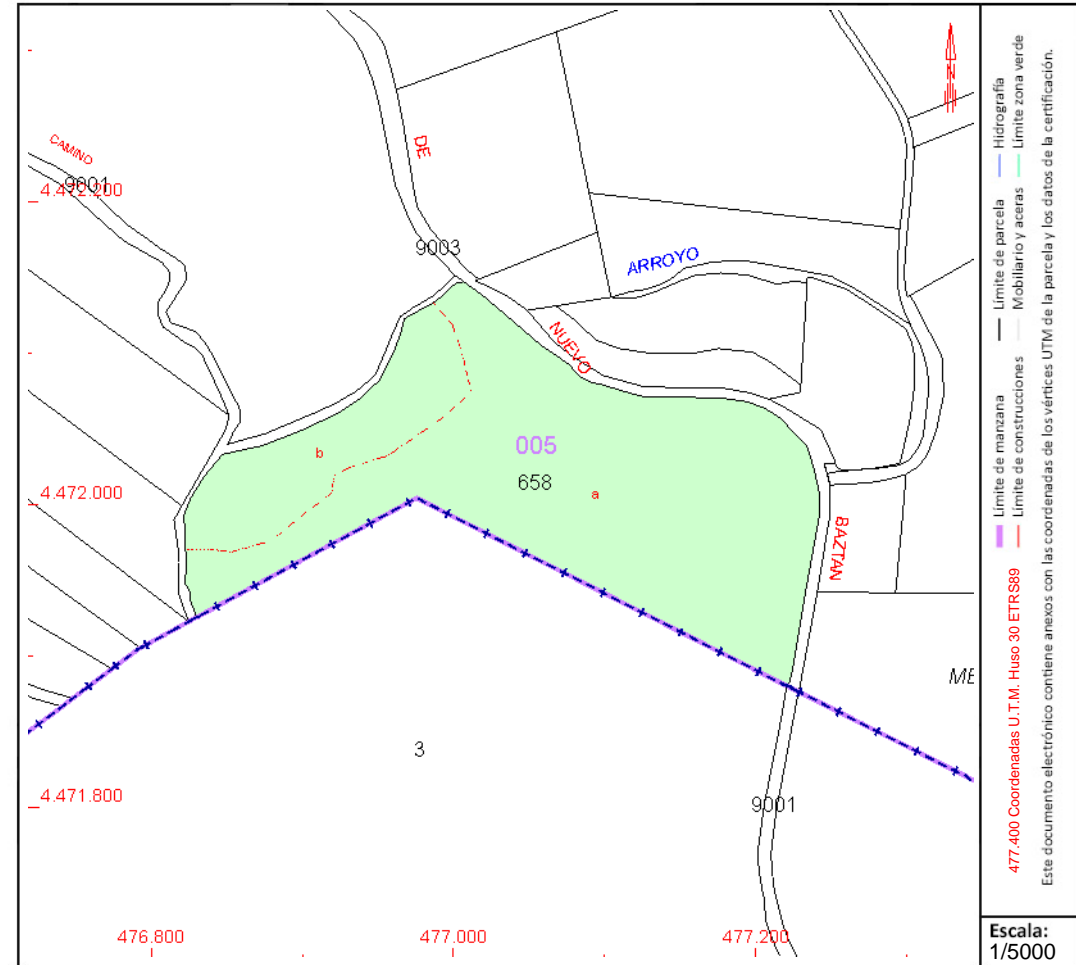 CAMINO
9001
4.472.200
DE
9003
N
ARROYO
NUEVO
005
658
b
a
4.472.000
BAZTAN
ME
3
4.471.800
9001
476.800
477.000
477.200
Límite de manzana
Límite de parcela
Hidrografía
Límite de construcciones
Mobiliario y aceras
Límite zona verde
477.400 Coordenadas U.T.M. Huso 30 ETRS89
Este documento electrónico contiene anexos con las coordenadas de los vértices UTM de la parcela y los datos de la certificación.
Escala:
1/5000